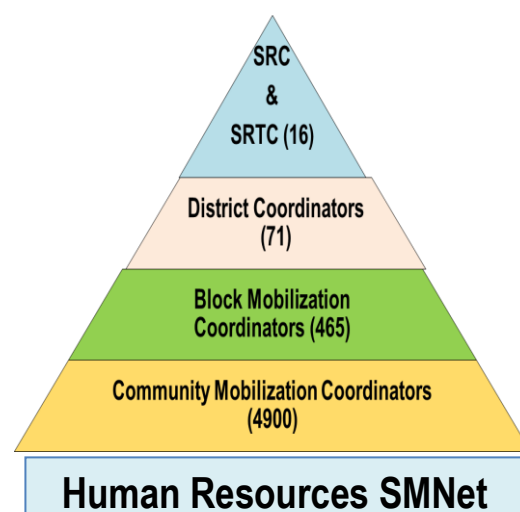 SRC
&
SRTC (16)
District Coordinators
(71)
Block Mobilization
Coordinators (465)
Community Mobilization Coordinators
(4900)
Human Resources SMNet